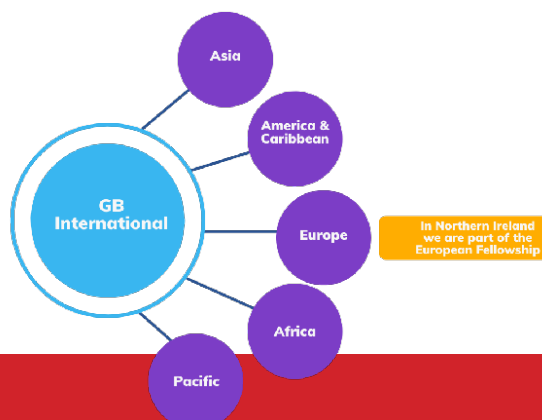 Asia
America &
Caribbean
GB
International
Europe
In Northern Ireland
we are part of the
European Fellowship
Africa
Pacific